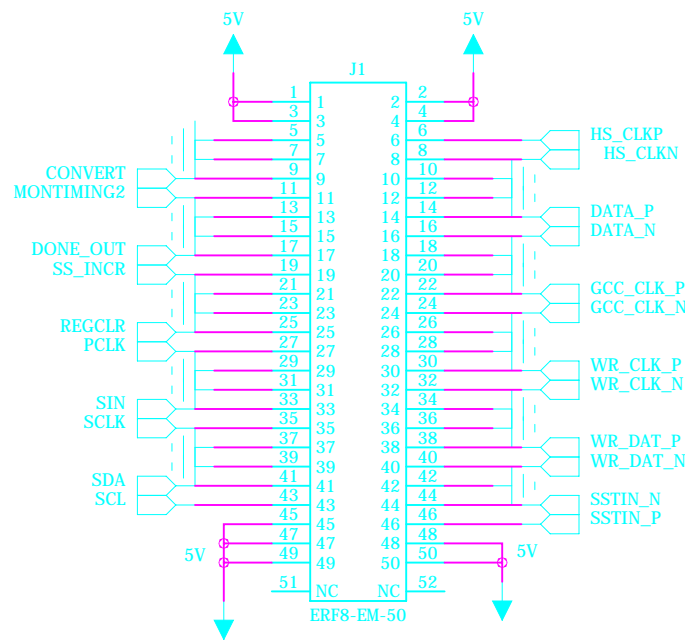 5V 5V
J1
1 1 2 2
3 3 4 4
5 5 6 6 HS_CLKP
7 7 8 8 HS_CLKN
CONVERT 9 9 10 10
MONTIMING2 11 11 12 12
13 13 14 14 DATA_P
15 15 16 16 DATA_N
DONE_OUT 17 17 18 18
SS_INCR 19 19 20 20
21 21 22 22 GCC_CLK_P
23 23 24 24 GCC_CLK_N
REGCLR 25 25 26 26
PCLK 27 27 28 28
29 29 30 30 WR_CLK_P
31 31 32 32 WR_CLK_N
SIN 33 33 34 34
SCLK 35 35 36 36
37 37 38 38 WR_DAT_P
39 39 40 40 WR_DAT_N
SDA 41 41 42 42
SCL 43 43 44 44 SSTIN_N
45 45 46 46 SSTIN_P
5V 47 47 48 48 5V
49 49 50 50
51 NC NC 52
ERF8-EM-50